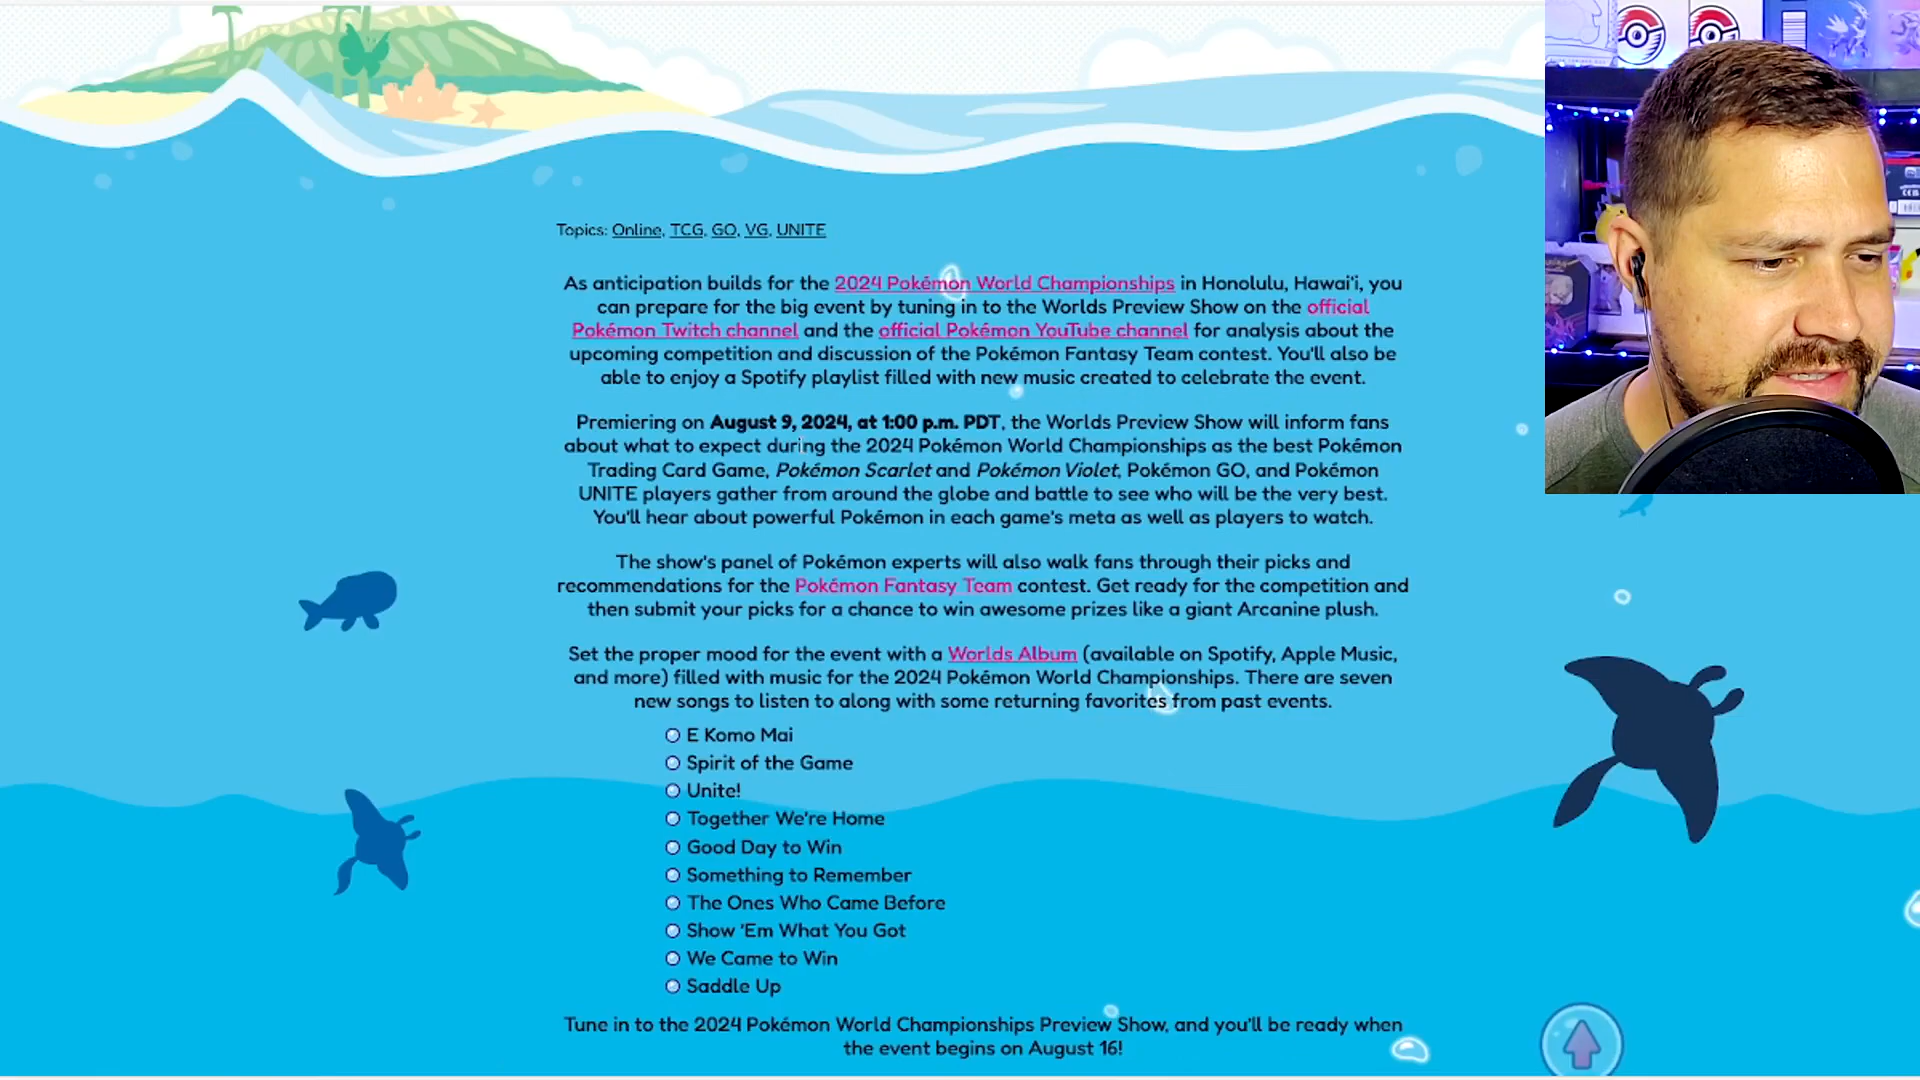 Topics: Online, TCG, GO, VG, UNITE
As anticipation builds for the 2024 Pokémon World Championships in Honolulu, Hawai'i, you
can prepare for the big event by tuning in to the Worlds Preview Show on the official
Pokémon Twitch channel and the official Pokémon YouTube channel for analysis about the
upcoming competition and discussion of the Pokémon Fantasy Team contest. You'll also be
able to enjoy a Spotify playlist filled with new music created to celebrate the event.
Premiering on August 9, 2024, at 1:00 p.m. PDT, the Worlds Preview Show will inform fans
about what to expect during the 2024 Pokémon World Championships as the best Pokémon
Trading Card Game, Pokémon Scarlet and Pokémon Violet, Pokémon GO, and Pokémon
UNITE players gather from around the globe and battle to see who will be the very best.
You'll hear about powerful Pokémon in each game's meta as well as players to watch.
The show's panel of Pokémon experts will also walk fans through their picks and
recommendations for the Pokémon Fantasy Team contest. Get ready for the competition and
then submit your picks for a chance to win awesome prizes like a giant Arcanine plush.
Set the proper mood for the event with a Worlds Album (available on Spotify, Apple Music,
and more) filled with music for the 2024 Pokémon World Championships. There are seven
new songs to listen to along with some returning favorites from past events.
E Komo Mai
Spirit of the Game
Unite!
Together We're Home
Good Day to Win
Something to Remember
The Ones Who Came Before
Show 'Em What You Got
We Came to Win
Saddle Up
Tune in to the 2024 Pokémon World Championships Preview Show, and you'll be ready when
the event begins on August 16!